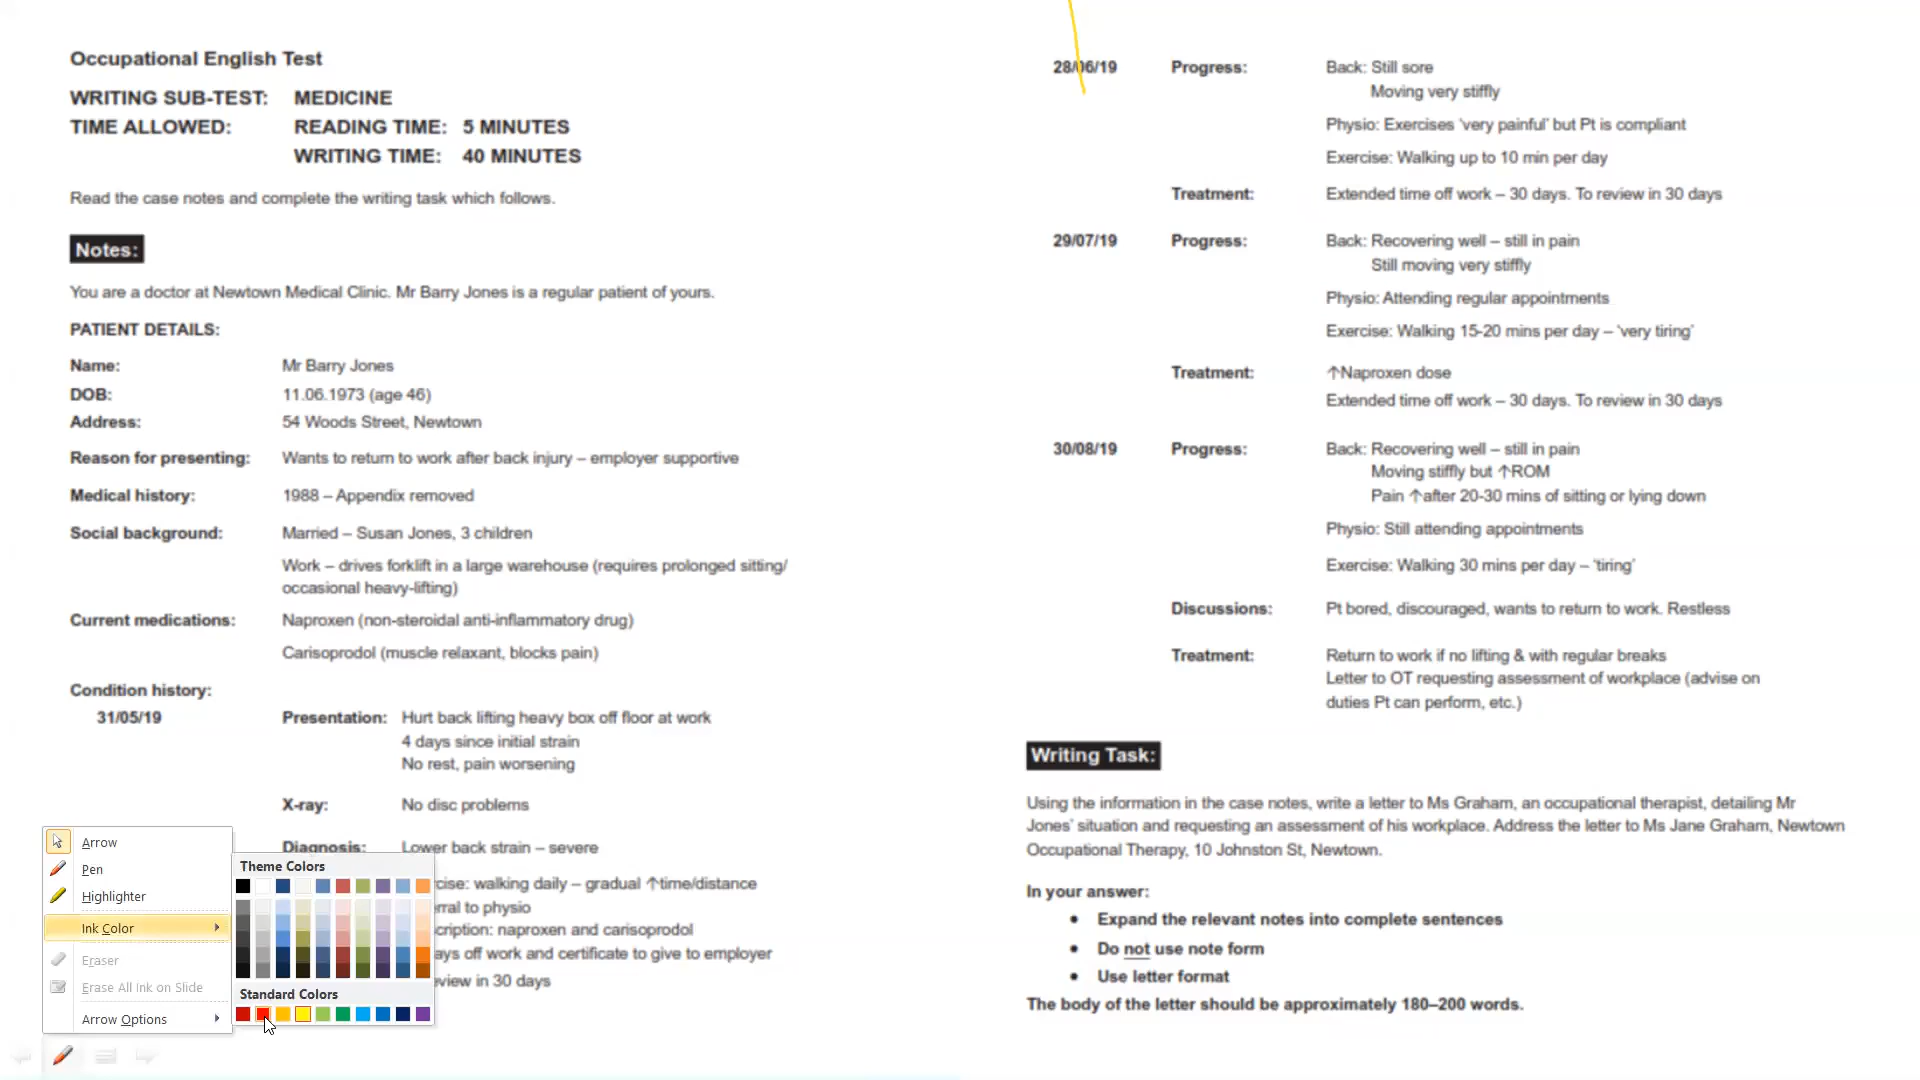 Occupational English Test
WRITING SUB-TEST: MEDICINE
TIME ALLOWED: READING TIME: 5 MINUTES
WRITING TIME: 40 MINUTES
Read the case notes and complete the writing task which follows.
Notes:
You are a doctor at Newtown Medical Clinic. Mr Barry Jones is a regular patient of yours.
PATIENT DETAILS:
Name: Mr Barry Jones
DOB: 11.06.1973 (age 46)
Address: 54 Woods Street, Newtown
Reason for presenting: Wants to return to work after back injury – employer supportive
Medical history: 1988 – Appendix removed
Social background: Married – Susan Jones, 3 children
Work – drives forklift in a large warehouse (requires prolonged sitting/
occasional heavy-lifting)
Current medications: Naproxen (non-steroidal anti-inflammatory drug)
Carisoprodol (muscle relaxant, blocks pain)
Condition history:
31/05/19 Presentation: Hurt back lifting heavy box off floor at work
4 days since initial strain
No rest, pain worsening
X-ray: No disc problems
Diagnosis: Lower back strain – severe
cise: walking daily – gradual ↑time/distance
rral to physio
cription: naproxen and carisoprodol
ays off work and certificate to give to employer
eview in 30 days
Arrow
Pen
Highlighter
Ink Color
Eraser
Erase All Ink on Slide
Arrow Options
Theme Colors
Standard Colors
28/06/19 Progress: Back: Still sore
Moving very stiffly
Physio: Exercises ‘very painful’ but Pt is compliant
Exercise: Walking up to 10 min per day
Treatment: Extended time off work – 30 days. To review in 30 days
29/07/19 Progress: Back: Recovering well – still in pain
Still moving very stiffly
Physio: Attending regular appointments
Exercise: Walking 15-20 mins per day – ‘very tiring’
Treatment: ↑Naproxen dose
Extended time off work – 30 days. To review in 30 days
30/08/19 Progress: Back: Recovering well – still in pain
Moving stiffly but ↑ROM
Pain ↑after 20-30 mins of sitting or lying down
Physio: Still attending appointments
Exercise: Walking 30 mins per day – ‘tiring’
Discussions: Pt bored, discouraged, wants to return to work. Restless
Treatment: Return to work if no lifting & with regular breaks
Letter to OT requesting assessment of workplace (advise on
duties Pt can perform, etc.)
Writing Task:
Using the information in the case notes, write a letter to Ms Graham, an occupational therapist, detailing Mr
Jones’ situation and requesting an assessment of his workplace. Address the letter to Ms Jane Graham, Newtown
Occupational Therapy, 10 Johnston St, Newtown.
In your answer:
• Expand the relevant notes into complete sentences
• Do not use note form
• Use letter format
The body of the letter should be approximately 180–200 words.